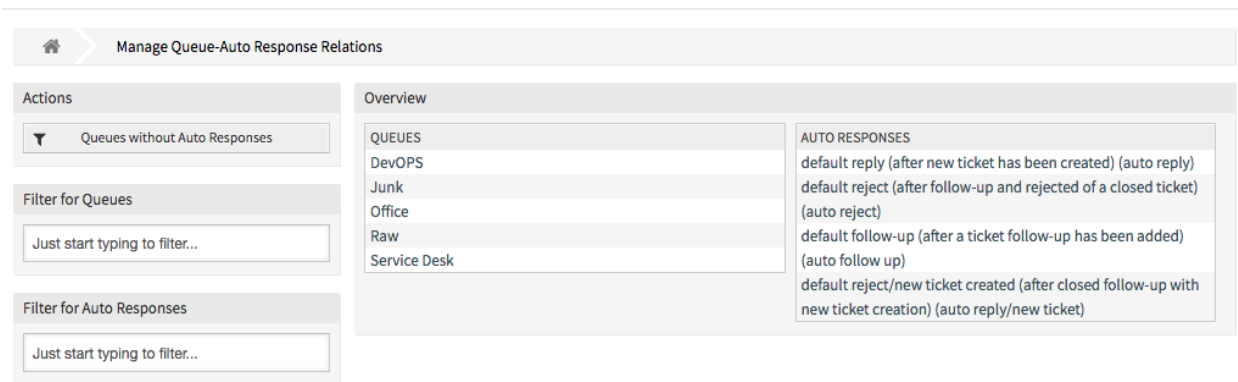 Manage Queue-Auto Response Relations
Actions
Queues without Auto Responses
Filter for Queues
Just start typing to filter...
Filter for Auto Responses
Just start typing to filter...
Overview
QUEUES
DevOPS
Junk
Office
Raw
Service Desk
AUTO RESPONSES
default reply (after new ticket has been created) (auto reply)
default reject (after follow-up and rejected of a closed ticket)
(auto reject)
default follow-up (after a ticket follow-up has been added)
(auto follow up)
default reject/new ticket created (after closed follow-up with
new ticket creation) (auto reply/new ticket)